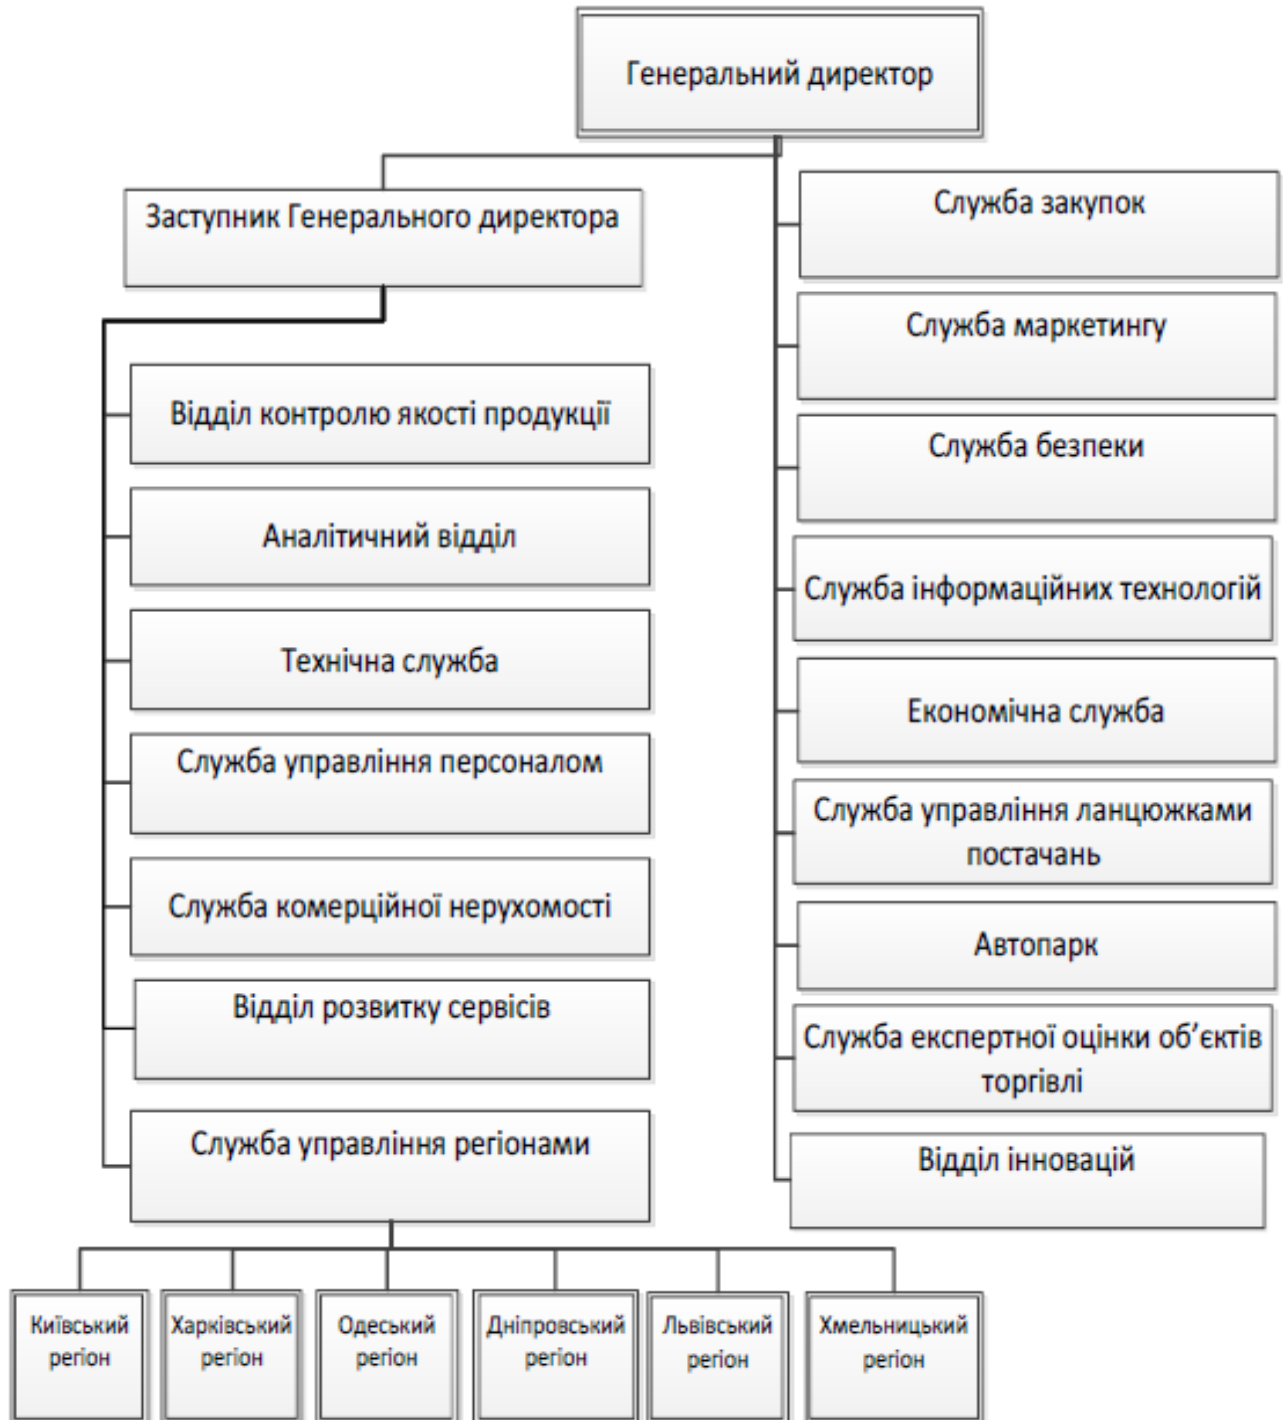 Генеральний директор
Заступник Генерального директора
Відділ контролю якості продукції
Аналітичний відділ
Технічна служба
Служба управління персоналом
Служба комерційної нерухомості
Відділ розвитку сервісів
Служба управління регіонами
Служба закупок
Служба маркетингу
Служба безпеки
Служба інформаційних технологій
Економічна служба
Служба управління ланцюжками
постачань
Автопарк
Служба експертної оцінки об’єктів
торгівлі
Відділ інновацій
Київський
регіон
Харківський
регіон
Одеський
регіон
Дніпровський
регіон
Львівський
регіон
Хмельницький
регіон